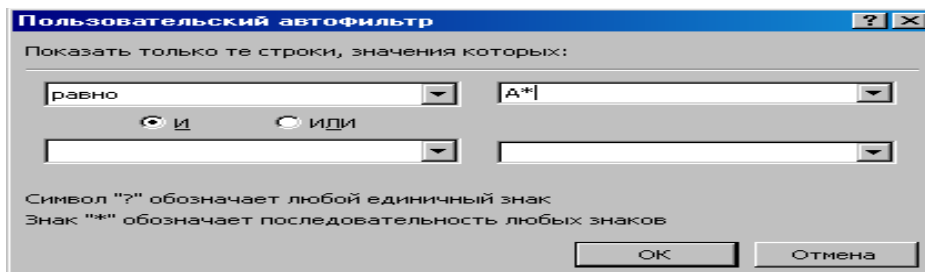 Пользовательский автофильтр
Показать только те строки, значения которых:
равно A*
И ИЛИ
Символ "?" обозначает любой единичный знак
Знак "*" обозначает последовательность любых знаков
OK Отмена